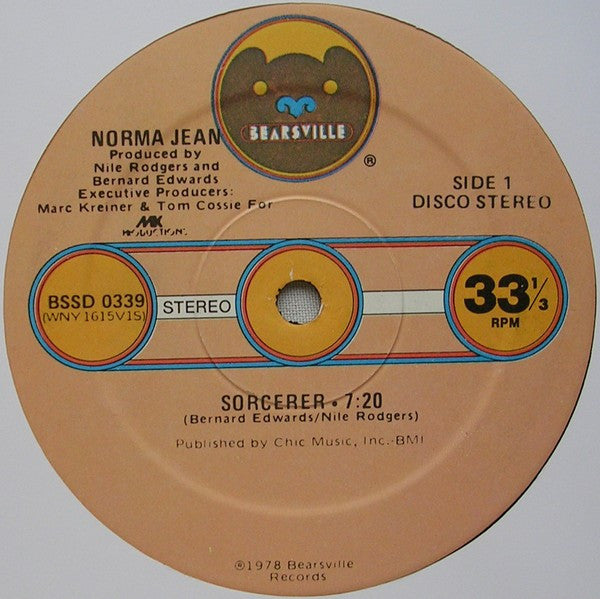 BEARSVILLE
®
NORMA JEAN
Produced by
Nile Rodgers and
Bernard Edwards
Executive Producers:
Marc Kreiner & Tom Cossie For
MK
PRODUCTIONS
SIDE 1
DISCO STEREO
BSSD 0339
(WNY 1615V1S)
STEREO
33⅓
RPM
SORCERER • 7:20
(Bernard Edwards/Nile Rodgers)
Published by Chic Music, Inc.-BMI
℗1978 Bearsville
Records